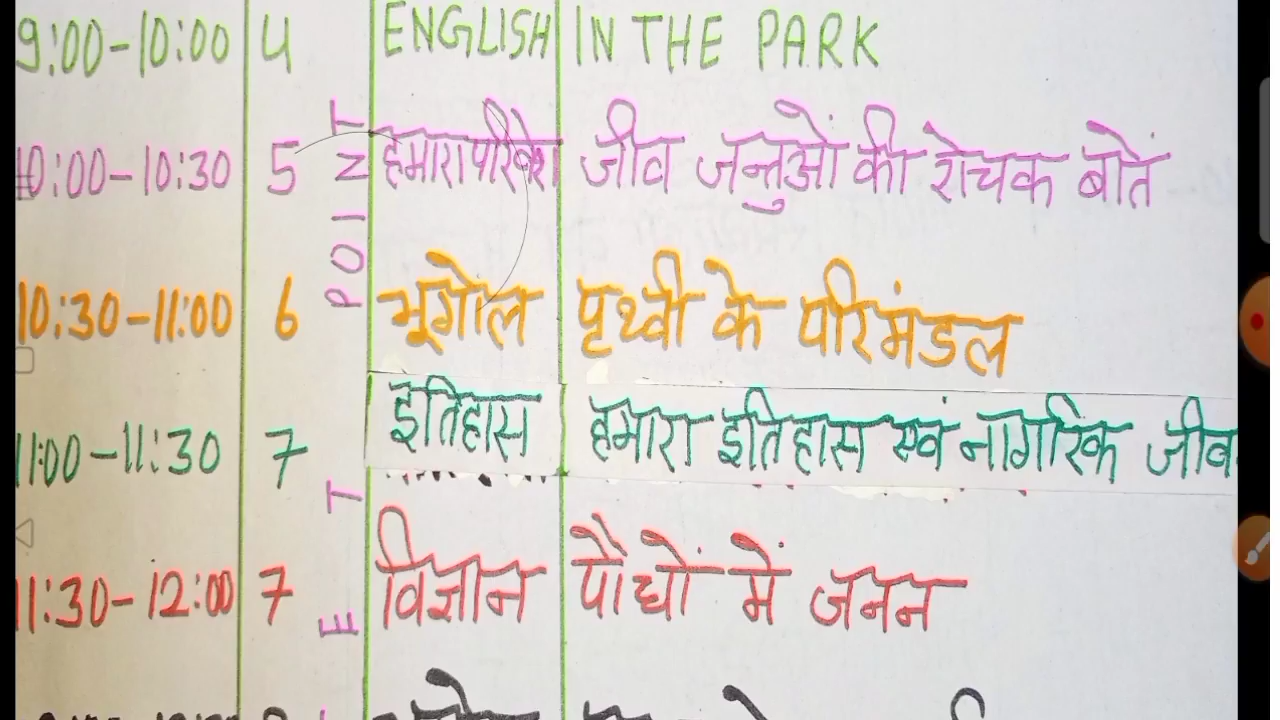 9:00-10:00 4 ENGLISH IN THE PARK
10:00-10:30 5 हमारा परिवेश जीव जन्तुओं की रोचक बातें
10:30-11:00 6 भूगोल पृथ्वी के परिमंडल
11:00-11:30 7 इतिहास हमारा इतिहास एवं नागरिक जीव
11:30-12:00 7 विज्ञान पौधों में जनन
POINT
ET